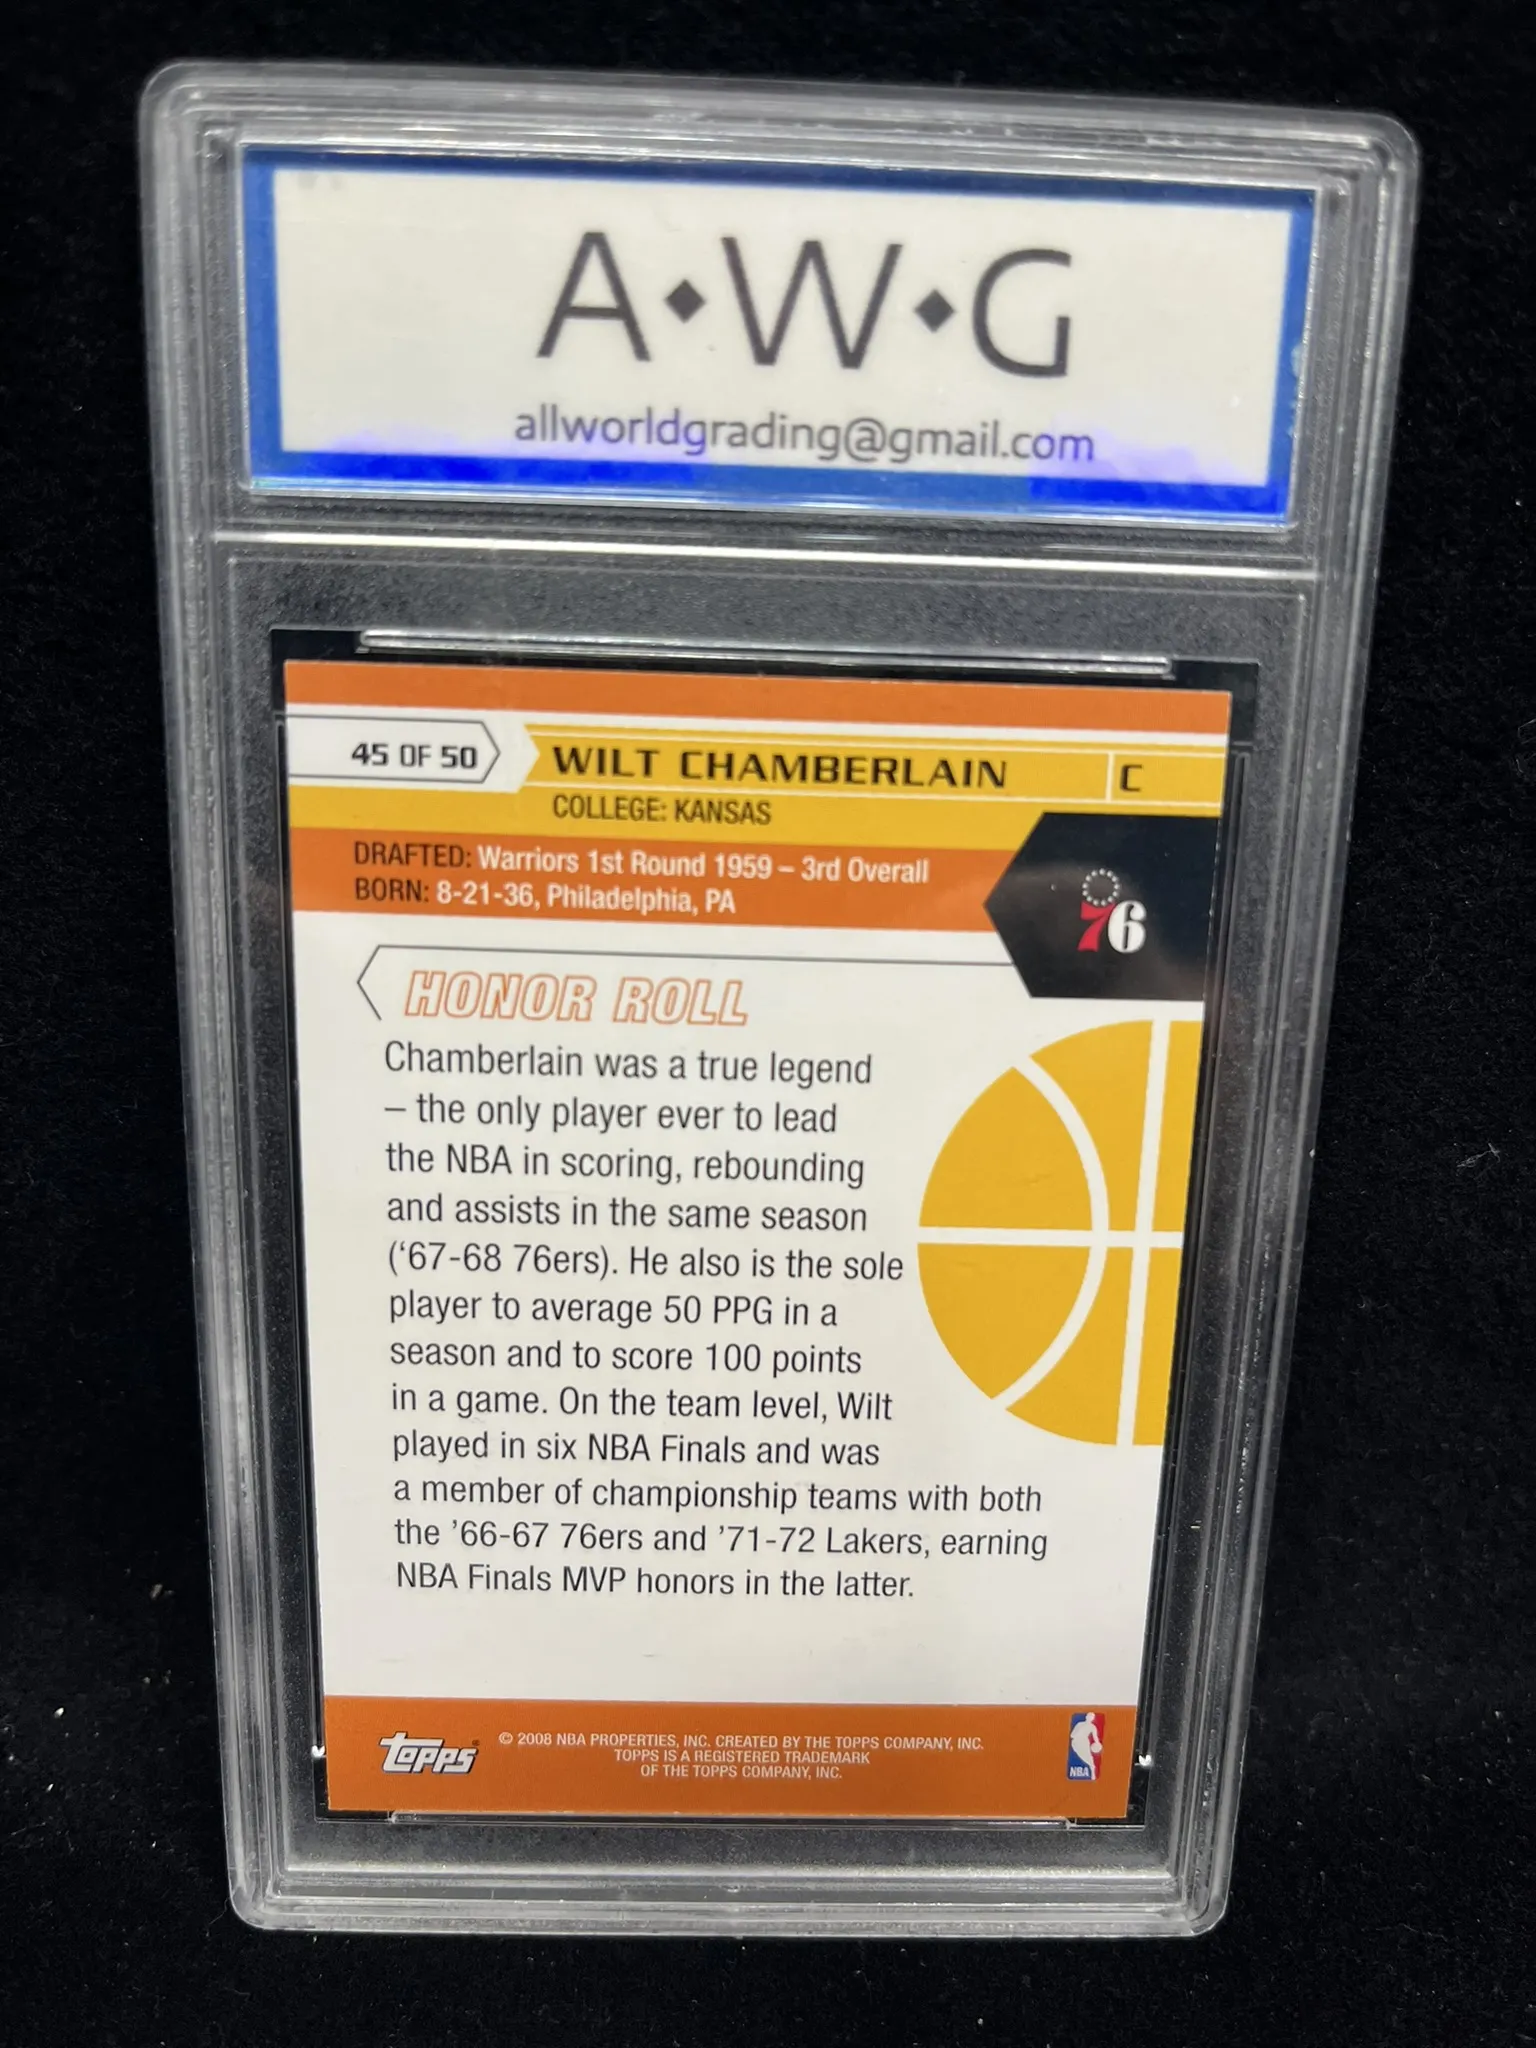 A◆W◆G
allworldgrading@gmail.com
45 OF 50
WILT CHAMBERLAIN
C
COLLEGE: KANSAS
DRAFTED: Warriors 1st Round 1959 – 3rd Overall
BORN: 8-21-36, Philadelphia, PA
76
HONOR ROLL
Chamberlain was a true legend
– the only player ever to lead
the NBA in scoring, rebounding
and assists in the same season
(‘67-68 76ers). He also is the sole
player to average 50 PPG in a
season and to score 100 points
in a game. On the team level, Wilt
played in six NBA Finals and was
a member of championship teams with both
the ’66-67 76ers and ’71-72 Lakers, earning
NBA Finals MVP honors in the latter.
topps®
© 2008 NBA PROPERTIES, INC. CREATED BY THE TOPPS COMPANY, INC.
TOPPS IS A REGISTERED TRADEMARK
OF THE TOPPS COMPANY, INC.
NBA